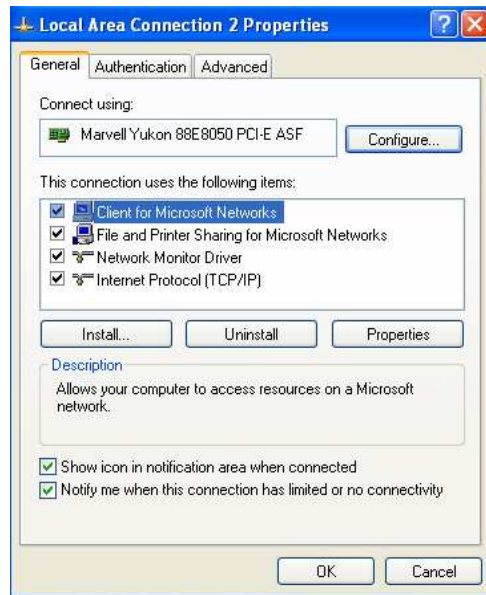 Local Area Connection 2 Properties
General Authentication Advanced
Connect using:
Marvell Yukon 88E8050 PCI-E ASF Configure...
This connection uses the following items:
Client for Microsoft Networks
File and Printer Sharing for Microsoft Networks
Network Monitor Driver
Internet Protocol (TCP/IP)
Install... Uninstall Properties
Description
Allows your computer to access resources on a Microsoft
network.
Show icon in notification area when connected
Notify me when this connection has limited or no connectivity
OK Cancel